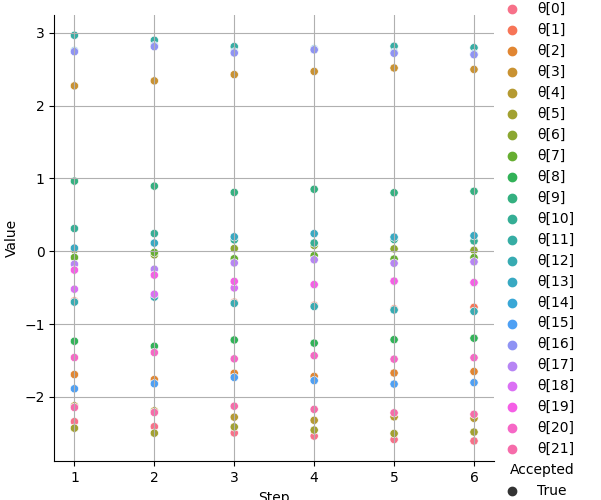 3
2
1
0
−1
−2
Value
1 2 3 4 5 6
Step
θ[0]
θ[1]
θ[2]
θ[3]
θ[4]
θ[5]
θ[6]
θ[7]
θ[8]
θ[9]
θ[10]
θ[11]
θ[12]
θ[13]
θ[14]
θ[15]
θ[16]
θ[17]
θ[18]
θ[19]
θ[20]
θ[21]
Accepted
True